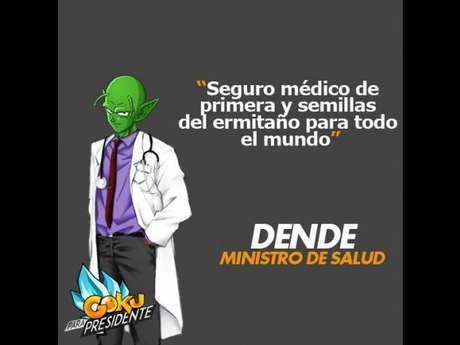 “Seguro médico de
primera y semillas
del ermitaño para todo
el mundo”
DENDE
MINISTRO DE SALUD
GOKU
PARA PRESIDENTE